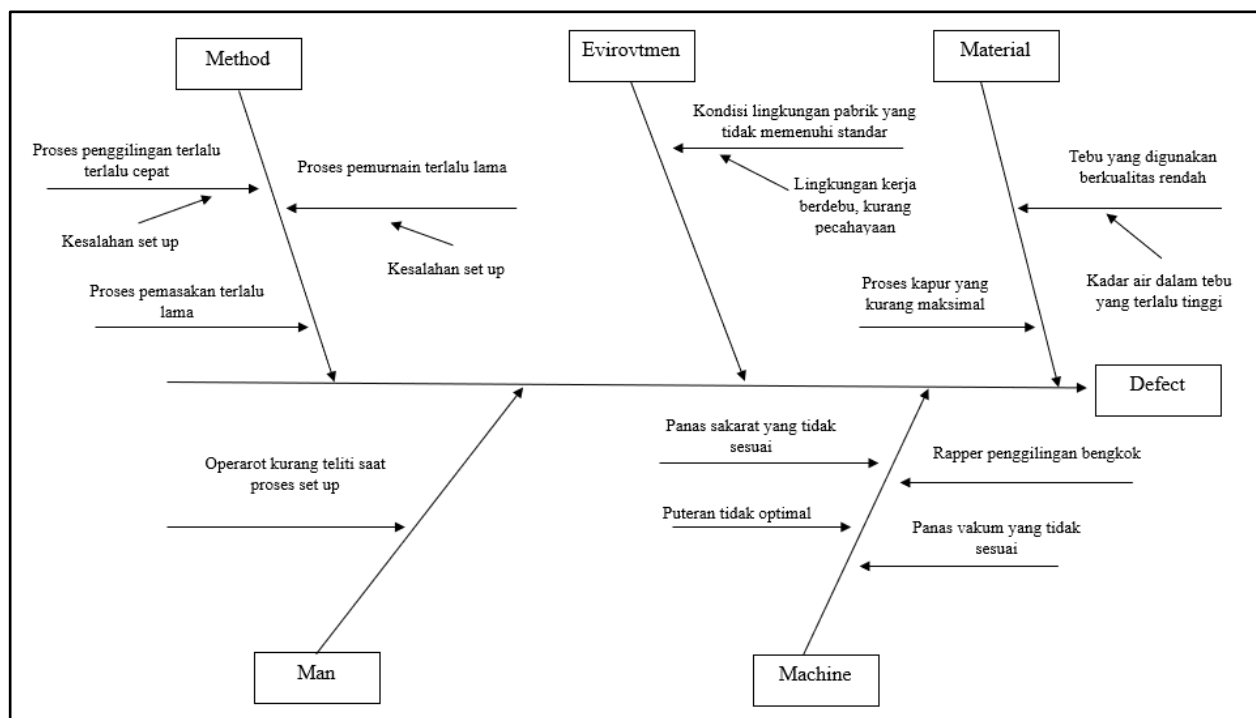 Method
Evirovtmen
Material
Proses penggilingan terlalu
terlalu cepat
Kesalahan set up
Proses pemurnain terlalu lama
Kesalahan set up
Proses pemasakan terlalu
lama
Kondisi lingkungan pabrik yang
tidak memenuhi standar
Lingkungan kerja
berdebu, kurang
pecahayaan
Tebu yang digunakan
berkualitas rendah
Kadar air dalam tebu
yang terlalu tinggi
Proses kapur yang
kurang maksimal
Defect
Operarot kurang teliti saat
proses set up
Panas sakarat yang tidak
sesuai
Rapper penggilingan bengkok
Puteran tidak optimal
Panas vakum yang tidak
sesuai
Man
Machine